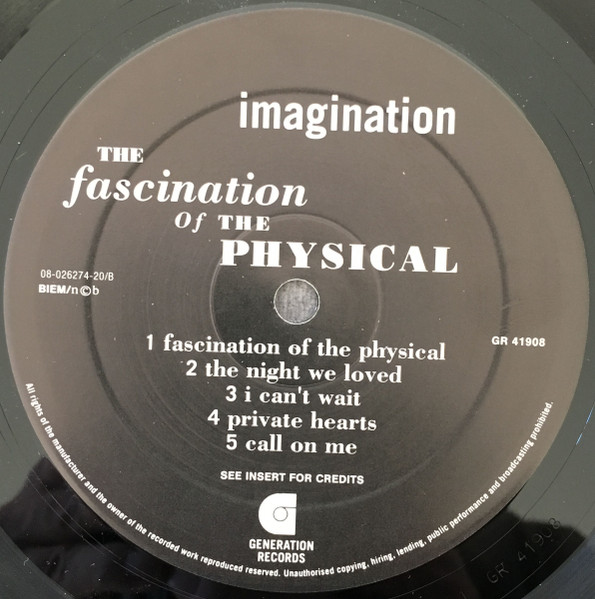 imagination
THE
fascination
Of THE
PHYSICAL
08-026274-20/B
BIEM/n©b
GR 41908
1 fascination of the physical
2 the night we loved
3 i can't wait
4 private hearts
5 call on me
SEE INSERT FOR CREDITS
GENERATION
RECORDS
All rights of the manufacturer and the owner of the recorded work reproduced reserved. Unauthorised copying, hiring, lending, public performance and broadcasting prohibited.
GR 41908